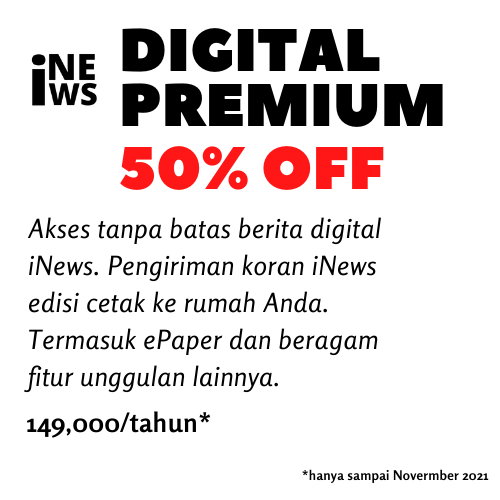 iNE
WS
DIGITAL
PREMIUM
50% OFF
Akses tanpa batas berita digital
iNews. Pengiriman koran iNews
edisi cetak ke rumah Anda.
Termasuk ePaper dan beragam
fitur unggulan lainnya.
149,000/tahun*
*hanya sampai Novermber 2021